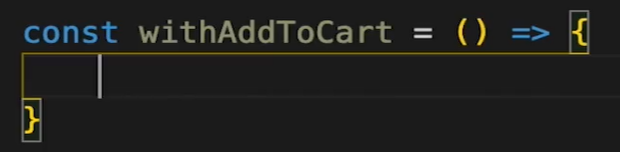 const withAddToCart = () => {
}